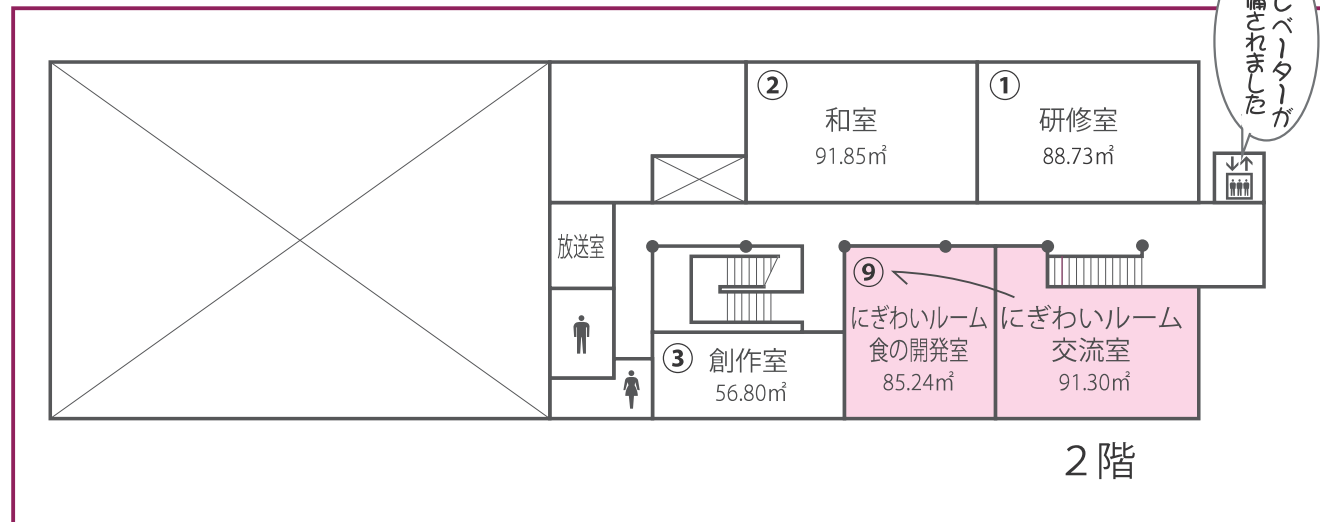 しベーターが
備されました
②
和室
91.85㎡
①
研修室
88.73㎡
放送室
⑨
にぎわいルーム
食の開発室
85.24㎡
にぎわいルーム
交流室
91.30㎡
③ 創作室
56.80㎡
２階